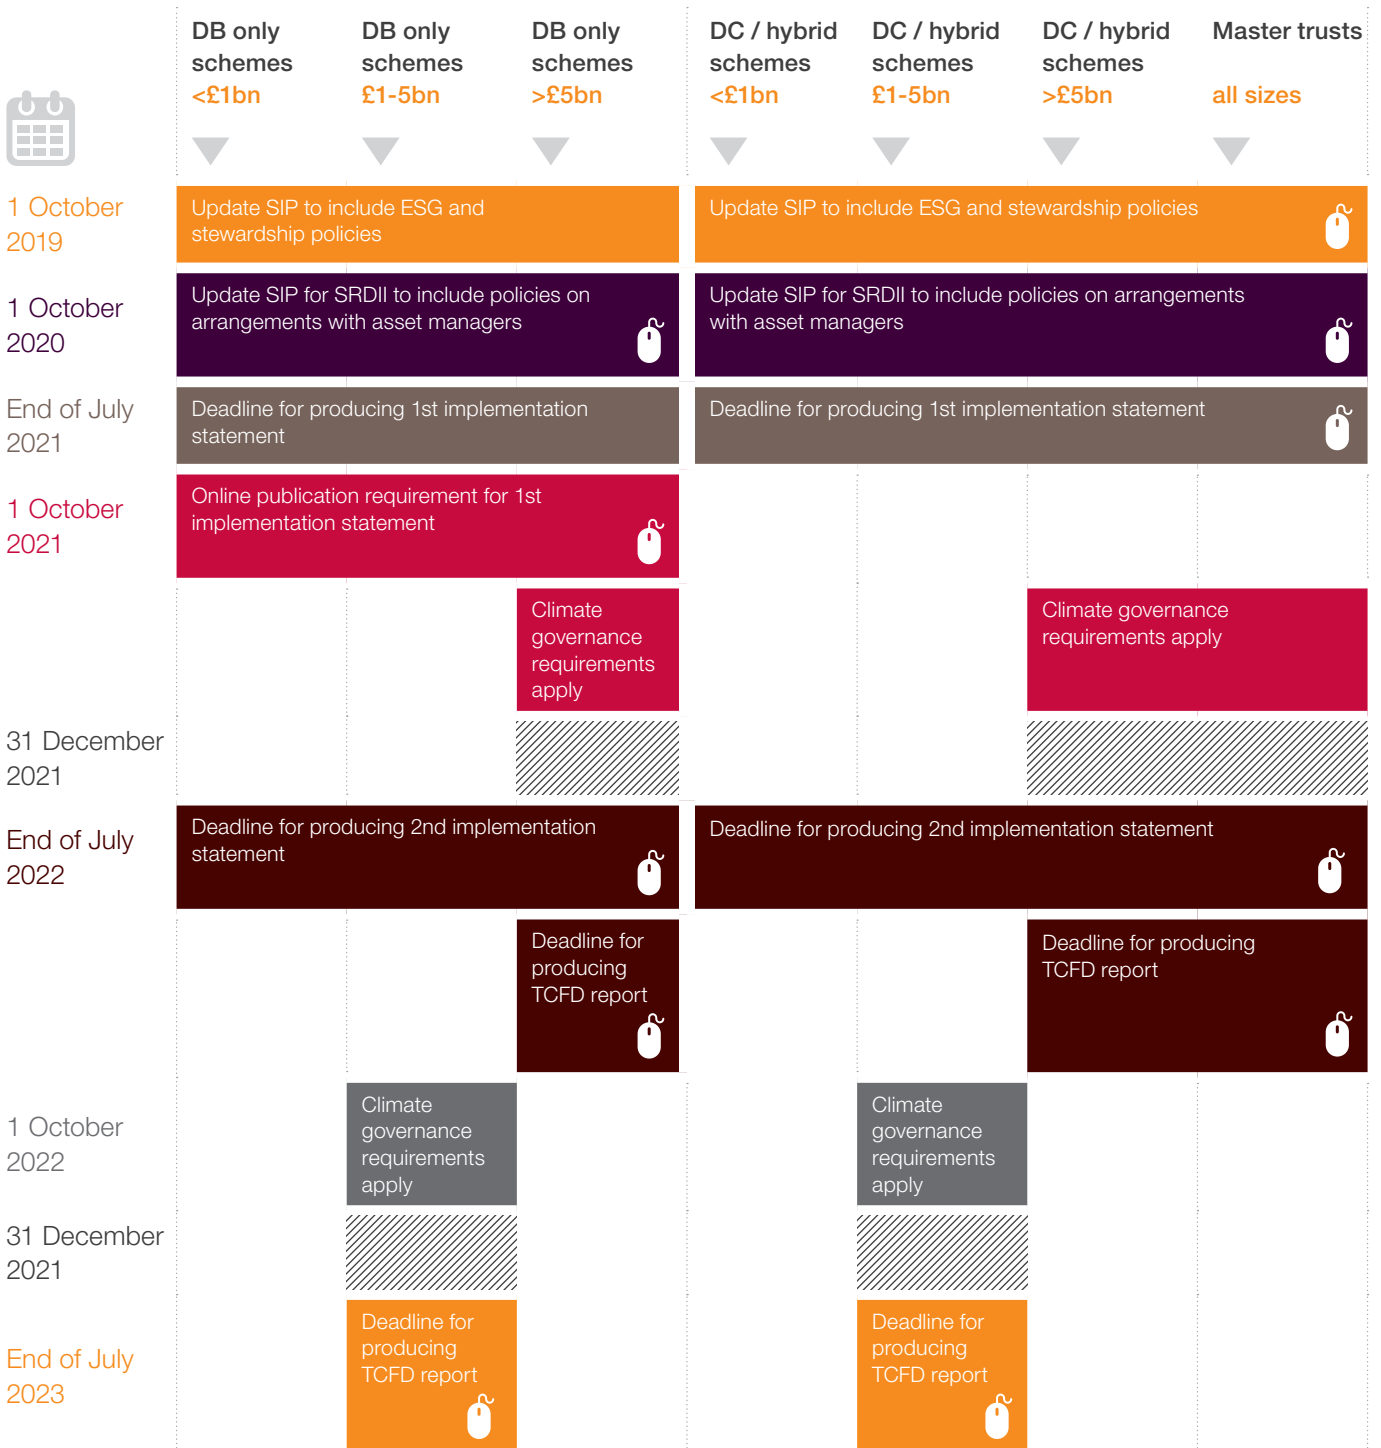 DB only
schemes
<£1bn
DB only
schemes
£1-5bn
DB only
schemes
>£5bn
DC / hybrid
schemes
<£1bn
DC / hybrid
schemes
£1-5bn
DC / hybrid
schemes
>£5bn
Master trusts
all sizes
1 October
2019
Update SIP to include ESG and
stewardship policies
Update SIP to include ESG and stewardship policies
1 October
2020
Update SIP for SRDII to include policies on
arrangements with asset managers
Update SIP for SRDII to include policies on arrangements
with asset managers
End of July
2021
Deadline for producing 1st implementation
statement
Deadline for producing 1st implementation statement
1 October
2021
Online publication requirement for 1st
implementation statement
Climate
governance
requirements
apply
Climate governance
requirements apply
31 December
2021
End of July
2022
Deadline for producing 2nd implementation
statement
Deadline for producing 2nd implementation statement
Deadline for
producing
TCFD report
Deadline for producing
TCFD report
1 October
2022
Climate
governance
requirements
apply
Climate
governance
requirements
apply
31 December
2021
End of July
2023
Deadline for
producing
TCFD report
Deadline for
producing
TCFD report